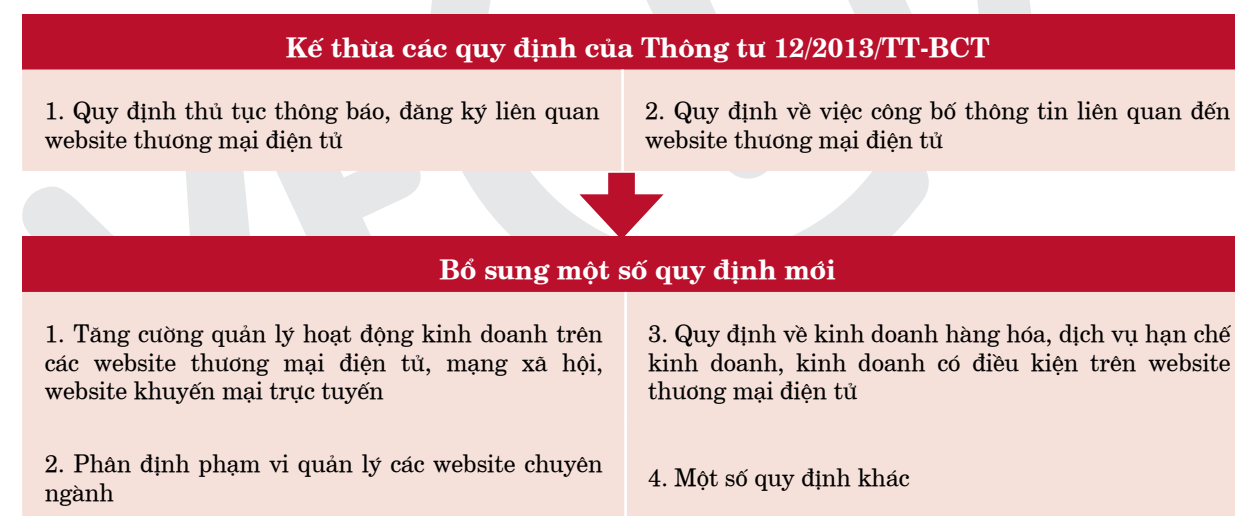 Kế thừa các quy định của Thông tư 12/2013/TT-BCT
1. Quy định thủ tục thông báo, đăng ký liên quan
website thương mại điện tử
2. Quy định về việc công bố thông tin liên quan đến
website thương mại điện tử
Bổ sung một số quy định mới
1. Tăng cường quản lý hoạt động kinh doanh trên
các website thương mại điện tử, mạng xã hội,
website khuyến mại trực tuyến
2. Phân định phạm vi quản lý các website chuyên
ngành
3. Quy định về kinh doanh hàng hóa, dịch vụ hạn chế
kinh doanh, kinh doanh có điều kiện trên website
thương mại điện tử
4. Một số quy định khác